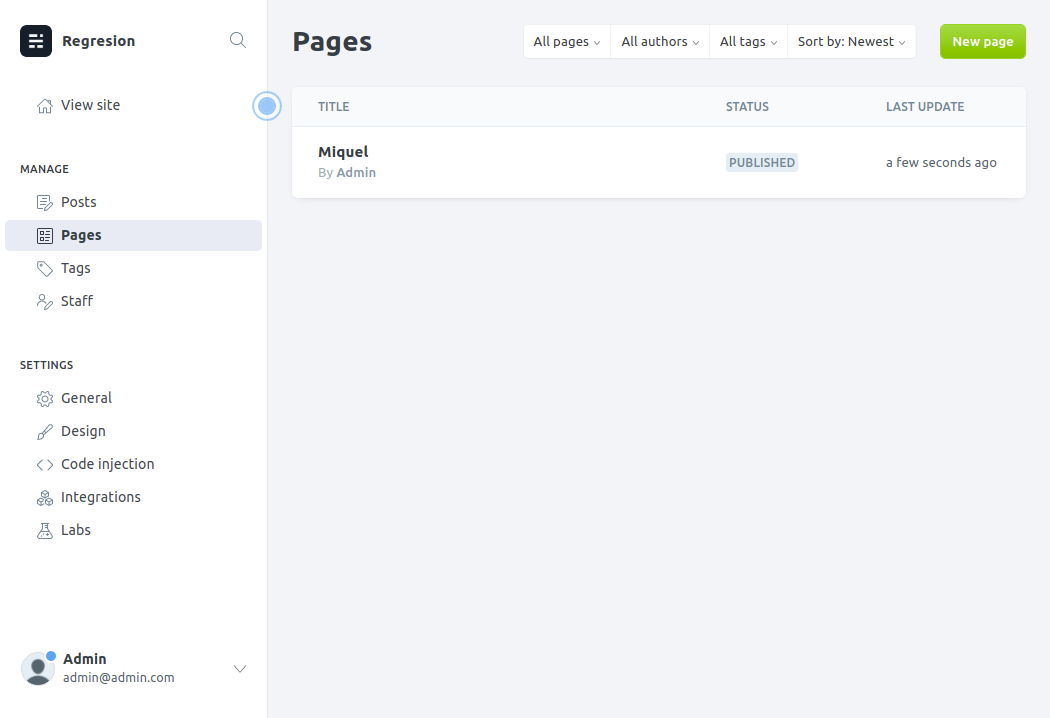 Regresion
View site
MANAGE
Posts
Pages
Tags
Staff
SETTINGS
General
Design
Code injection
Integrations
Labs
Admin
admin@admin.com
Pages
All pages All authors All tags Sort by: Newest New page
TITLE STATUS LAST UPDATE
Miquel
By Admin
PUBLISHED a few seconds ago